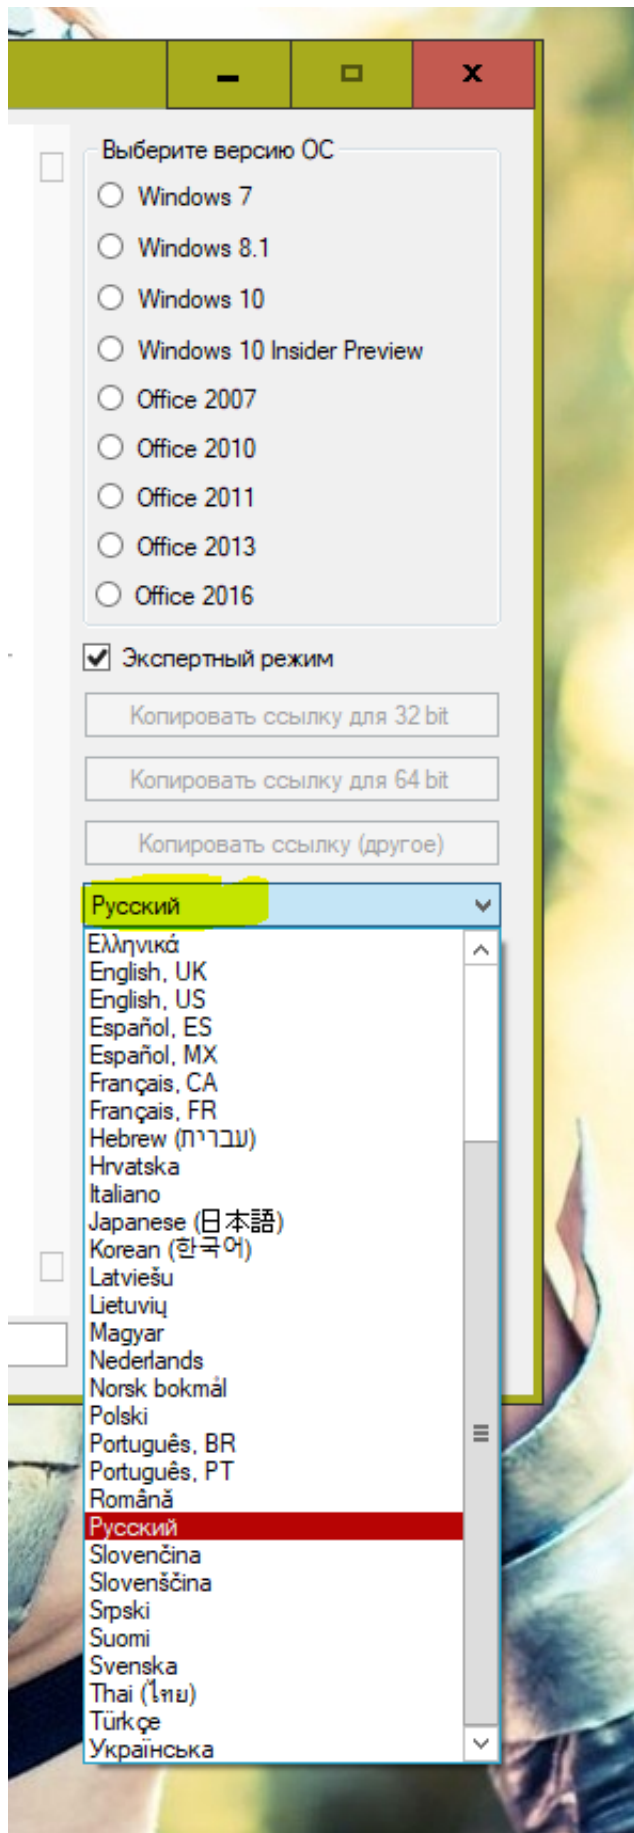 Выберите версию ОС
Windows 7
Windows 8.1
Windows 10
Windows 10 Insider Preview
Office 2007
Office 2010
Office 2011
Office 2013
Office 2016
Экспертный режим
Копировать ссылку для 32 bit
Копировать ссылку для 64 bit
Копировать ссылку (другое)
Русский
Ελληνικά
English, UK
English, US
Español, ES
Español, MX
Français, CA
Français, FR
Hebrew (עברית)
Hrvatska
Italiano
Japanese (日本語)
Korean (한국어)
Latviešu
Lietuvių
Magyar
Nederlands
Norsk bokmål
Polski
Português, BR
Português, PT
Română
Русский
Slovenčina
Slovenščina
Srpski
Suomi
Svenska
Thai (ไทย)
Türkçe
Українська